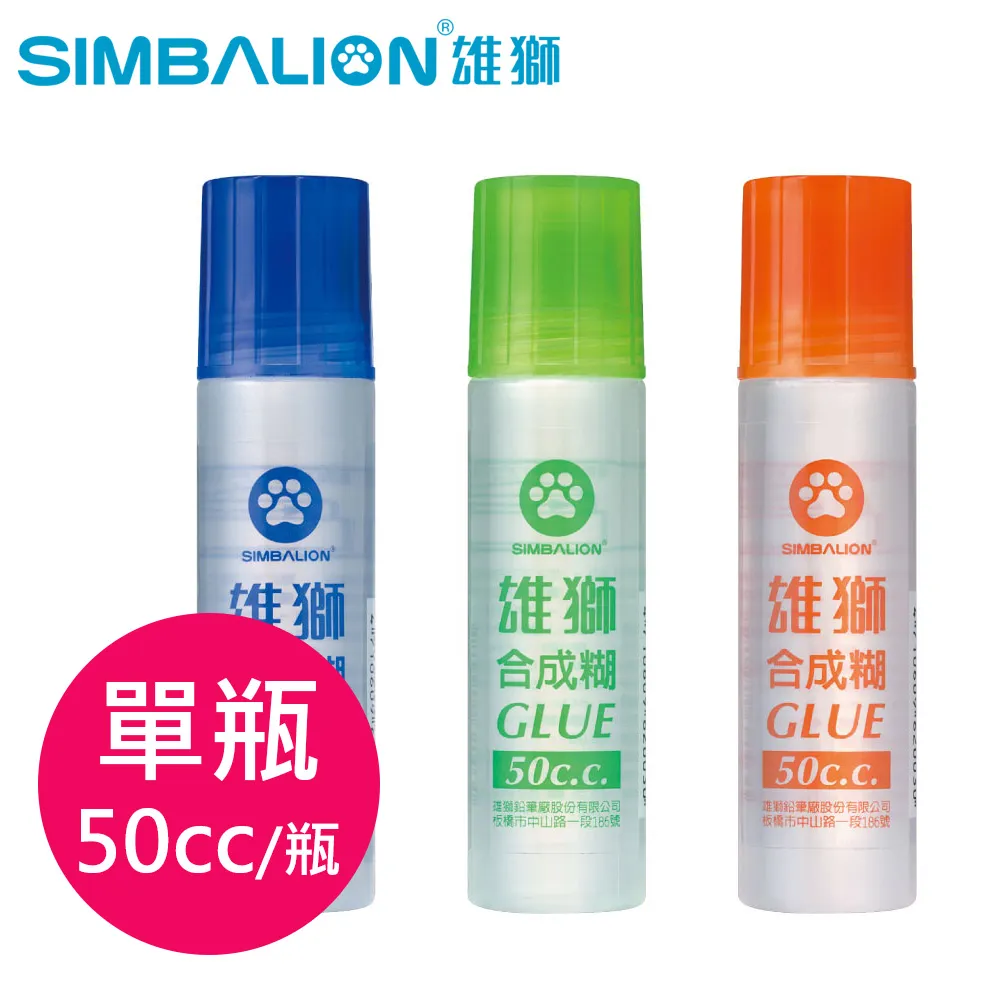 SIMBALION®雄獅
SIMBALION®
雄獅
糊
SIMBALION®
雄獅
合成糊
GLUE
50c.c.
雄獅鉛筆廠股份有限公司
板橋市中山路一段186號
SIMBALION®
雄獅
合成糊
GLUE
50c.c.
雄獅鉛筆廠股份有限公司
板橋市中山路一段186號
單瓶
50cc/瓶